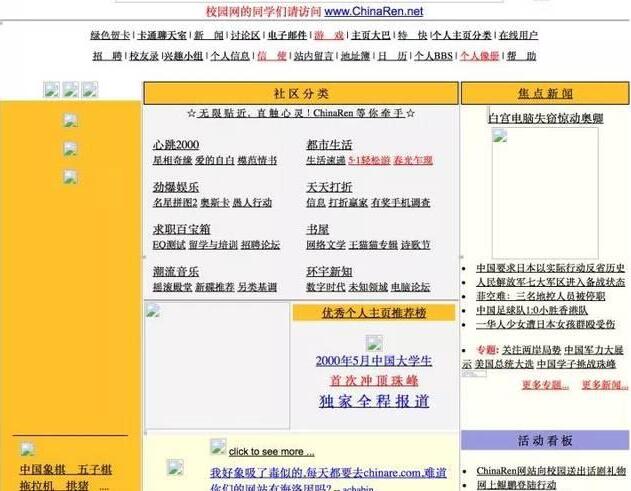 校园网的同学们请访问 www.ChinaRen.net
绿色贺卡 | 卡通聊天室 | 新 闻 | 讨论区 | 电子邮件 | 游 戏 | 主页大巴 | 特 快 | 个人主页分类 | 在线用户
招 聘 | 校友录 | 兴趣小组 | 个人信息 | 信 使 | 站内留言 | 地址簿 | 日 历 | 个人BBS | 个人像册 | 帮 助
社 区 分 类
☆ 无 限 贴 近，直 触 心 灵！ChinaRen 等 你 牵 手 ☆
心跳2000
星相奇缘 爱的自白 模范情书
都市生活
生活速递 5·1轻松游 春光乍现
劲爆娱乐
名星拼图2 奥斯卡 愚人行动
天天打折
信息 打折赢家 有奖手机调查
求职百宝箱
EQ测试 留学与培训 招聘论坛
书屋
网络文学 王猫猫专辑 诗歌节
潮流音乐
摇滚殿堂 新碟推荐 另类基调
环宇新知
数字时代 未知领域 电脑论坛
优秀个人主页推荐榜
2000年5月中国大学生
首 次 冲 顶 珠 峰
独 家 全 程 报 道
焦 点 新 闻
白宫电脑失窃惊动奥卿
• 中国要求日本以实际行动反省历史
• 人民解放军七大军区进入备战状态
• 菲空难：三名地控人员被停职
• 中国足球队1:0小胜香港队
• 一华人少女遭日本女孩群殴受伤
• 专题: 关注两岸局势 中国军力大展
示 美国总统大选 中国学子挑战珠峰
更多专题... 更多新闻...
活 动 看 板
• ChinaRen网站向校园送出话剧礼物
• 网上鲲鹏登陆行动
中国象棋 五子棋
拖拉机 拱猪 ....
click to see more ...
我好象吸了毒似的,每天都要去chinare.com,难道
你们的网站有海洛因吗? -- achabin